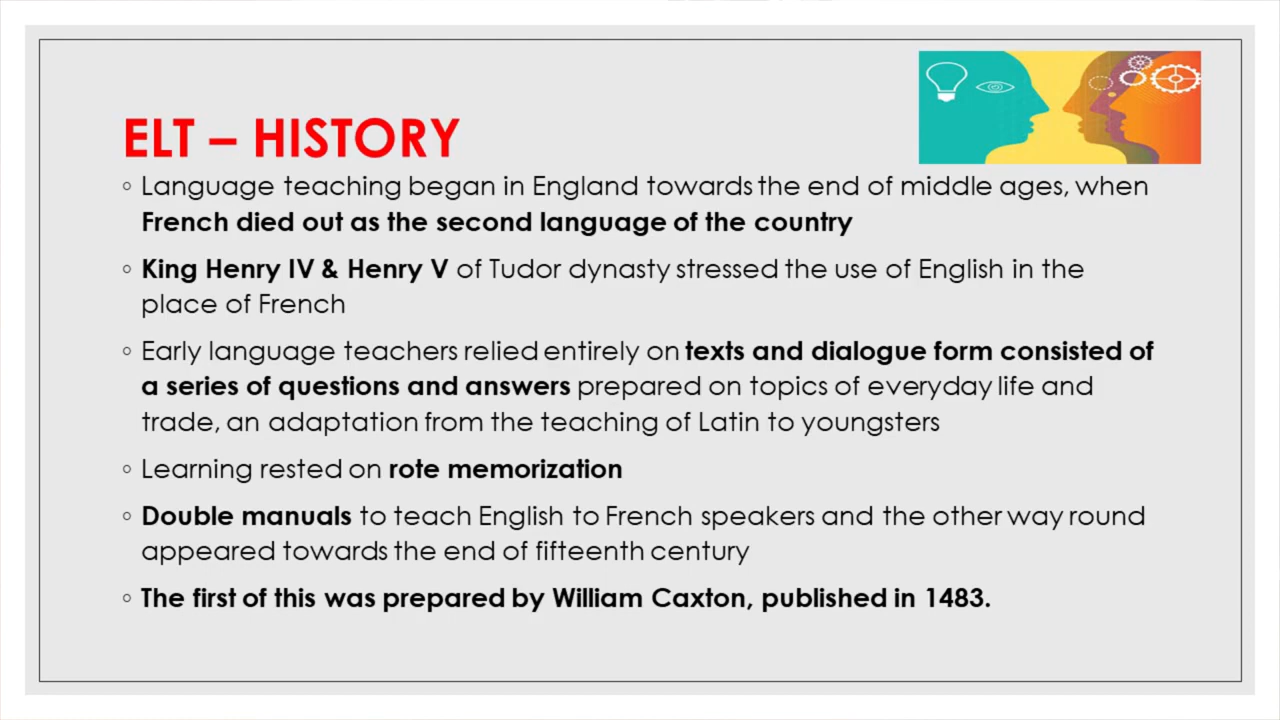 ELT – HISTORY
◦ Language teaching began in England towards the end of middle ages, when
French died out as the second language of the country
◦ King Henry IV & Henry V of Tudor dynasty stressed the use of English in the
place of French
◦ Early language teachers relied entirely on texts and dialogue form consisted of
a series of questions and answers prepared on topics of everyday life and
trade, an adaptation from the teaching of Latin to youngsters
◦ Learning rested on rote memorization
◦ Double manuals to teach English to French speakers and the other way round
appeared towards the end of fifteenth century
◦ The first of this was prepared by William Caxton, published in 1483.